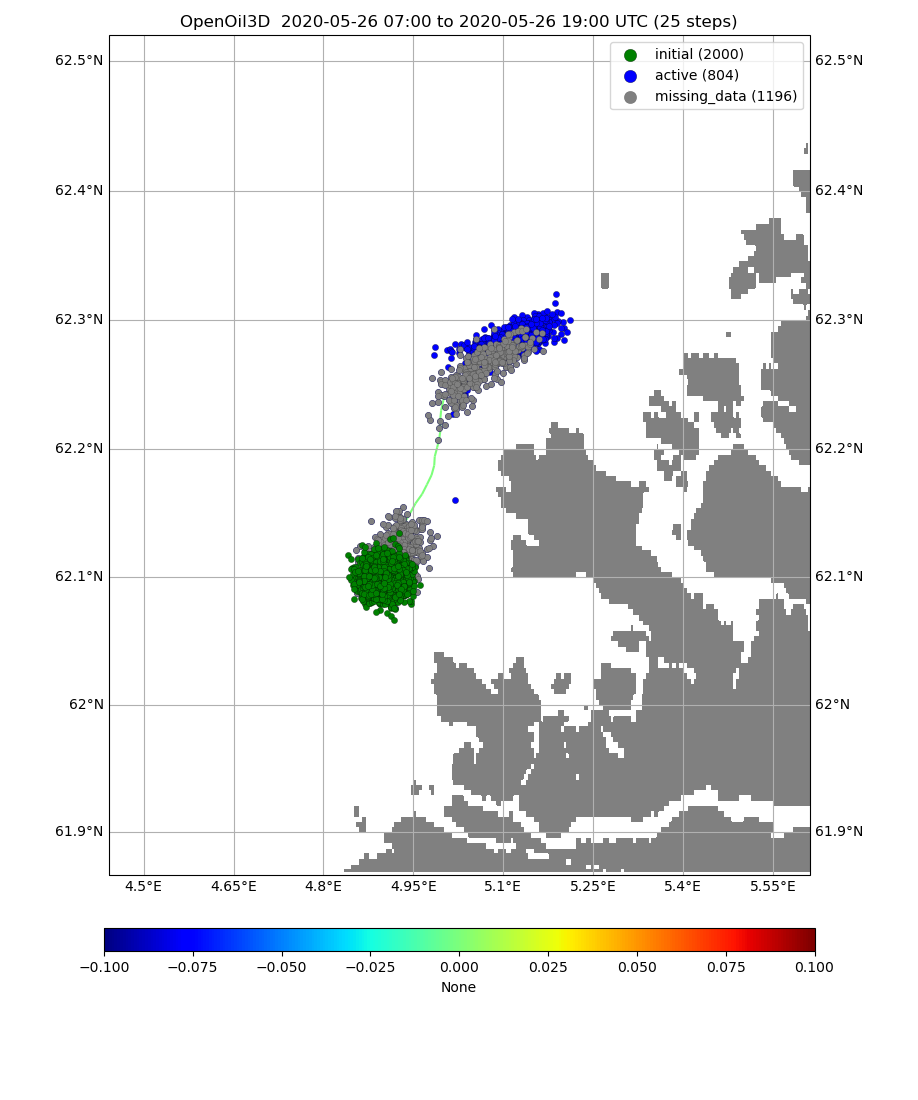 OpenOil3D  2020-05-26 07:00 to 2020-05-26 19:00 UTC (25 steps)
initial (2000)
active (804)
missing_data (1196)
62.5°N 62.5°N
62.4°N 62.4°N
62.3°N 62.3°N
62.2°N 62.2°N
62.1°N 62.1°N
62°N 62°N
61.9°N 61.9°N
4.5°E 4.65°E 4.8°E 4.95°E 5.1°E 5.25°E 5.4°E 5.55°E
−0.100 −0.075 −0.050 −0.025 0.000 0.025 0.050 0.075 0.100
None